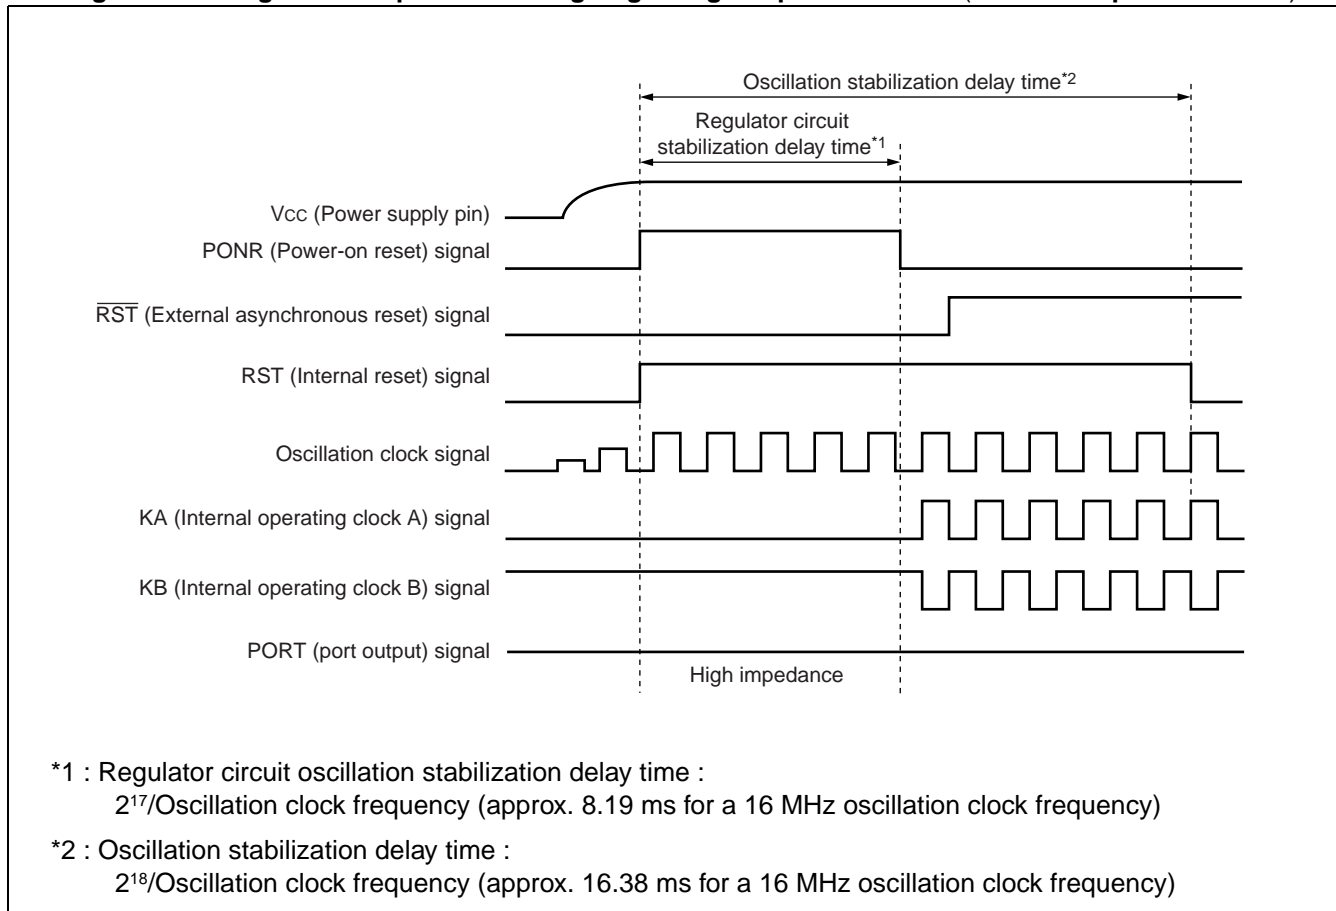 Oscillation stabilization delay time*2
Regulator circuit
stabilization delay time*1
Vcc (Power supply pin)
PONR (Power-on reset) signal
R̅S̅T̅ (External asynchronous reset) signal
RST (Internal reset) signal
Oscillation clock signal
KA (Internal operating clock A) signal
KB (Internal operating clock B) signal
PORT (port output) signal
High impedance
*1 : Regulator circuit oscillation stabilization delay time :
2¹⁷/Oscillation clock frequency (approx. 8.19 ms for a 16 MHz oscillation clock frequency)
*2 : Oscillation stabilization delay time :
2¹⁸/Oscillation clock frequency (approx. 16.38 ms for a 16 MHz oscillation clock frequency)